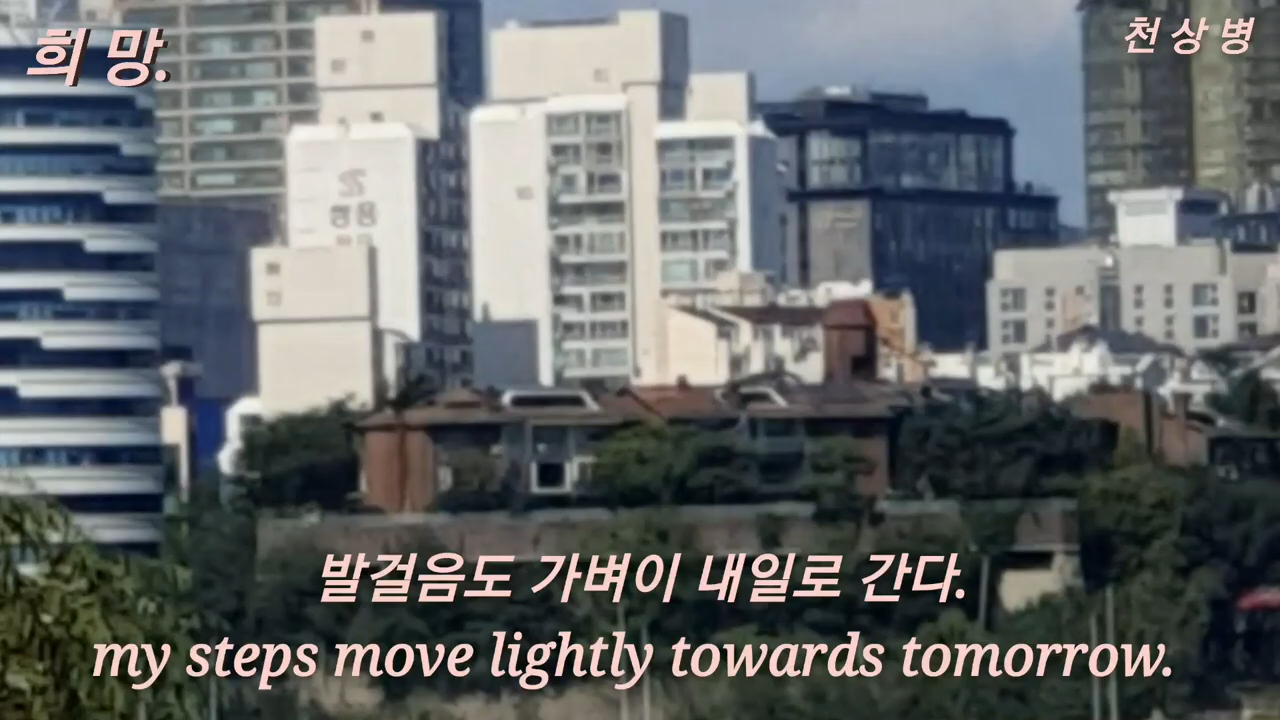 희 망.
천 상 병
발걸음도 가벼이 내일로 간다.
my steps move lightly towards tomorrow.